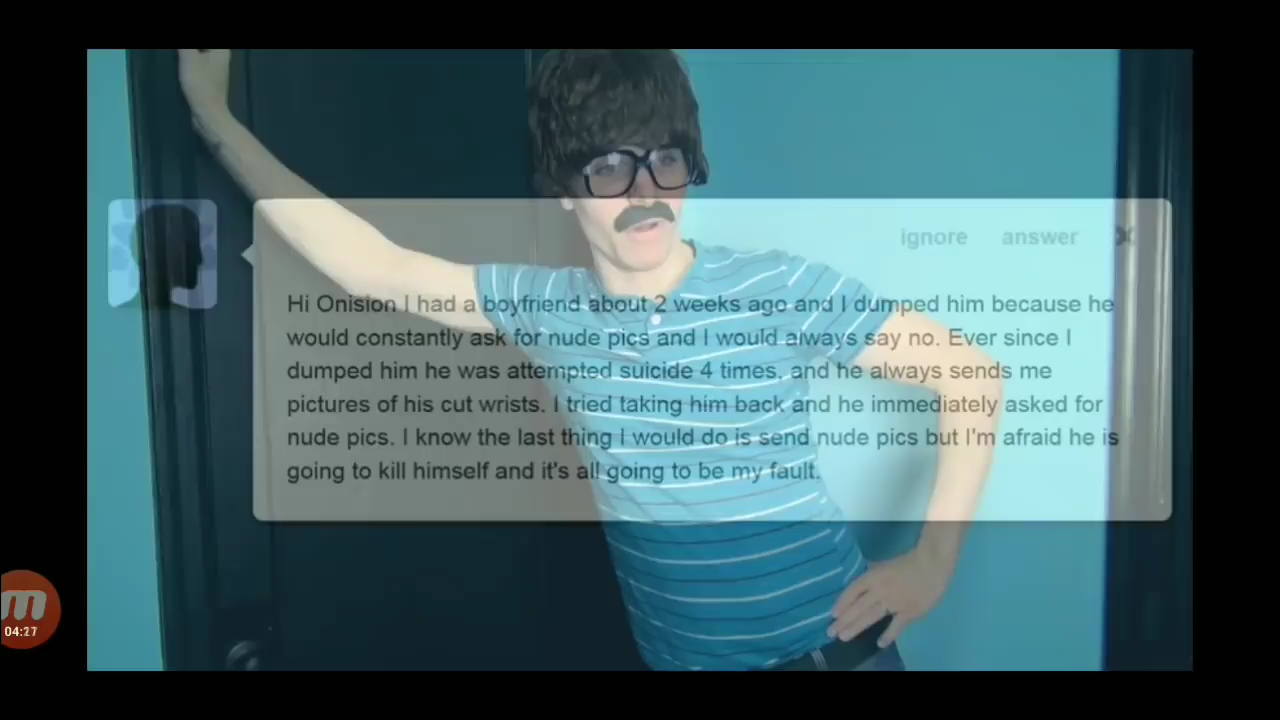 ignore answer X
Hi Onision I had a boyfriend about 2 weeks ago and I dumped him because he
would constantly ask for nude pics and I would always say no. Ever since I
dumped him he was attempted suicide 4 times. and he always sends me
pictures of his cut wrists. I tried taking him back and he immediately asked for
nude pics. I know the last thing I would do is send nude pics but I'm afraid he is
going to kill himself and it's all going to be my fault.
m
04:27